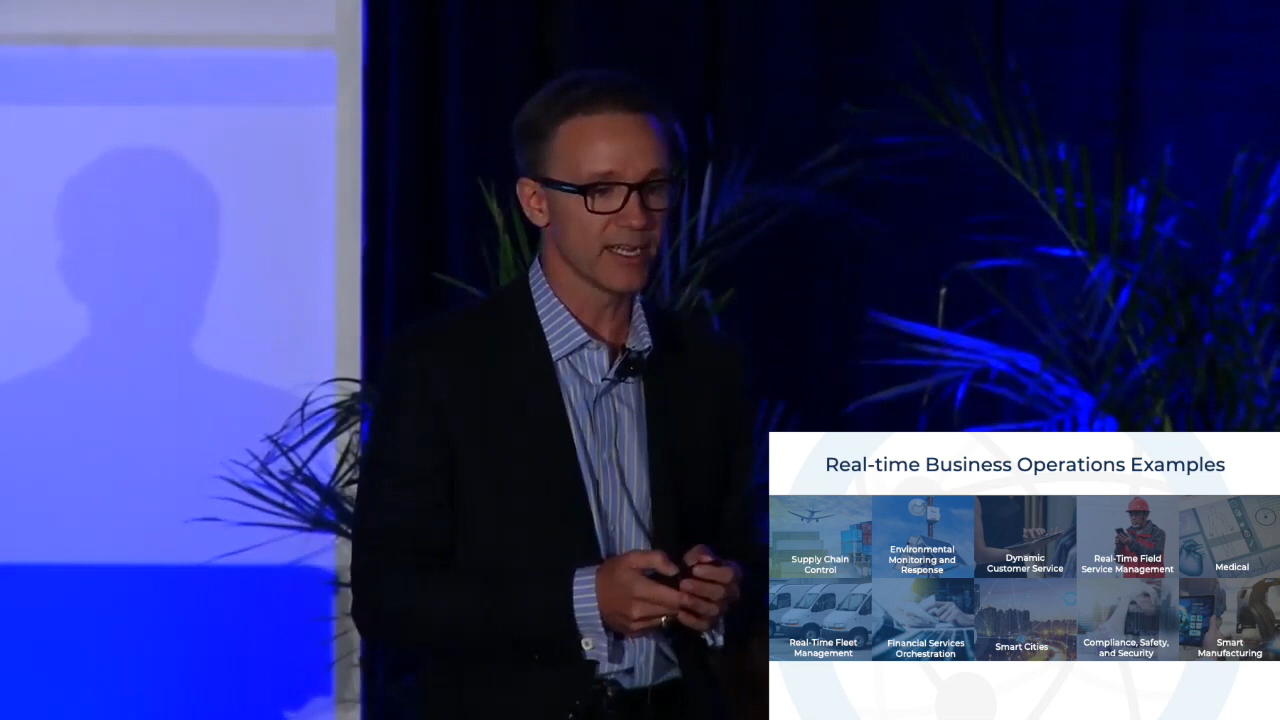 Real-time Business Operations Examples
Supply Chain
Control
Environmental
Monitoring and
Response
Dynamic
Customer Service
Real-Time Field
Service Management
Medical
Real-Time Fleet
Management
Financial Services
Orchestration
Smart Cities
Compliance, Safety,
and Security
Smart
Manufacturing